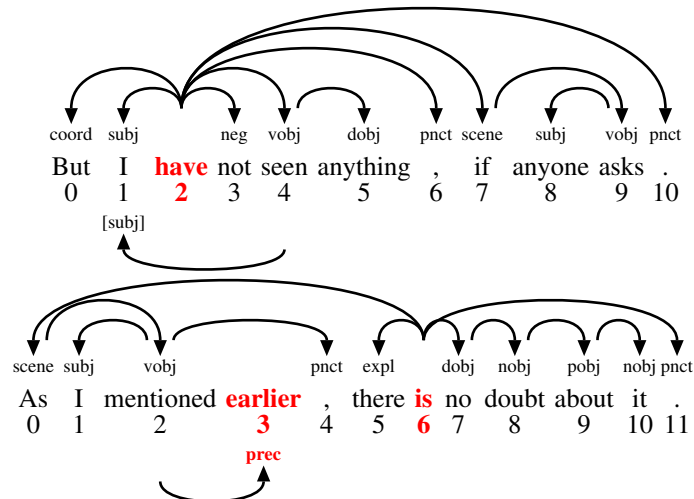 coord subj neg vobj dobj pnct scene subj vobj pnct
But I have not seen anything , if anyone asks .
0 1 2 3 4 5 6 7 8 9 10
[subj]
scene subj vobj pnct expl dobj nobj pobj nobj pnct
As I mentioned earlier , there is no doubt about it .
0 1 2 3 4 5 6 7 8 9 10 11
prec